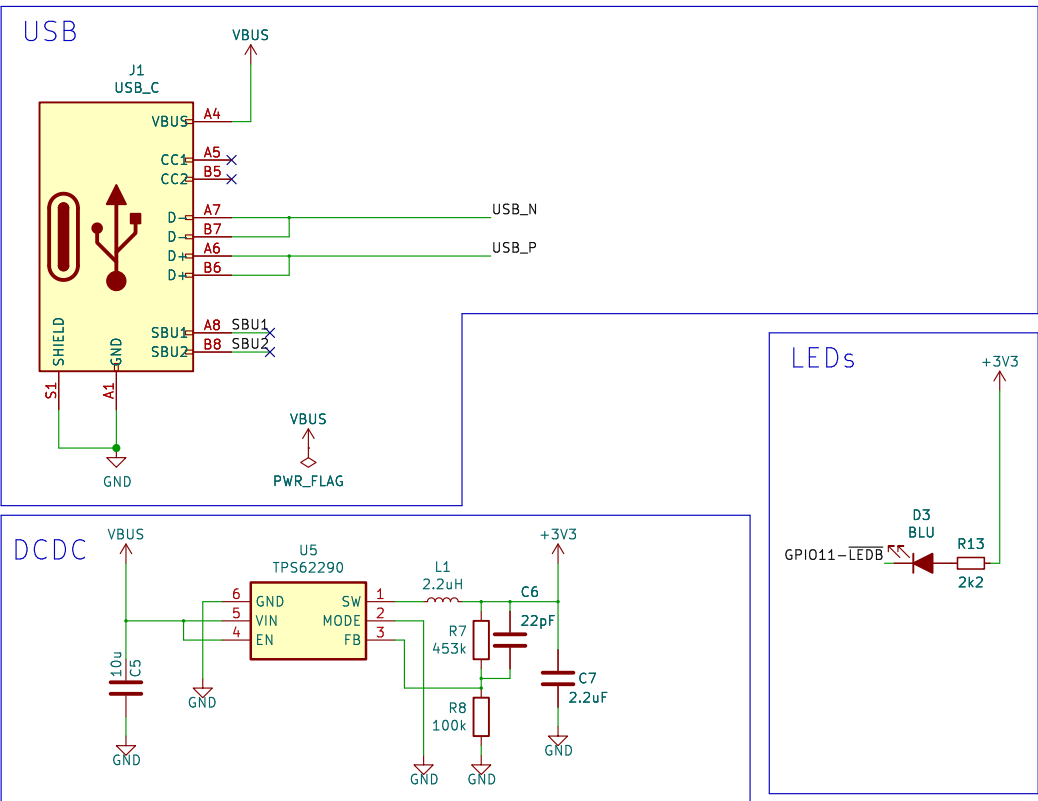 USB
VBUS
J1
USB_C
VBUS A4
CC1 A5
CC2 B5
D- A7 USB_N
D- B7
D+ A6 USB_P
D+ B6
SBU1 A8 SBU1
SBU2 B8 SBU2
SHIELD GND
S1 A1
GND
VBUS
PWR_FLAG
LEDs
+3V3
D3
BLU
GPIO11-LEDB
R13
2k2
DCDC
VBUS
U5
TPS62290
6 GND SW 1
5 VIN MODE 2
4 EN FB 3
L1
2.2uH
+3V3
C6
22pF
R7
453k
10u
C5
GND
GND
R8
100k
C7
2.2uF
GND
GND
GND